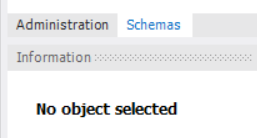 Administration Schemas
Information
No object selected